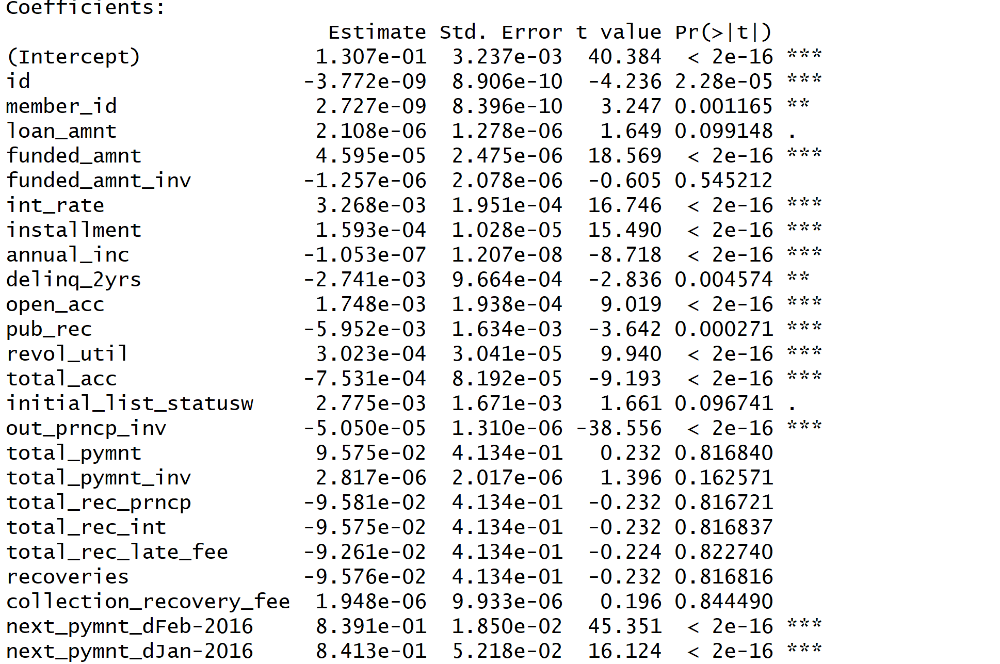 Coefficients:
Estimate Std. Error t value Pr(>|t|)
(Intercept) 1.307e-01 3.237e-03 40.384 < 2e-16 ***
id -3.772e-09 8.906e-10 -4.236 2.28e-05 ***
member_id 2.727e-09 8.396e-10 3.247 0.001165 **
loan_amnt 2.108e-06 1.278e-06 1.649 0.099148 .
funded_amnt 4.595e-05 2.475e-06 18.569 < 2e-16 ***
funded_amnt_inv -1.257e-06 2.078e-06 -0.605 0.545212
int_rate 3.268e-03 1.951e-04 16.746 < 2e-16 ***
installment 1.593e-04 1.028e-05 15.490 < 2e-16 ***
annual_inc -1.053e-07 1.207e-08 -8.718 < 2e-16 ***
delinq_2yrs -2.741e-03 9.664e-04 -2.836 0.004574 **
open_acc 1.748e-03 1.938e-04 9.019 < 2e-16 ***
pub_rec -5.952e-03 1.634e-03 -3.642 0.000271 ***
revol_util 3.023e-04 3.041e-05 9.940 < 2e-16 ***
total_acc -7.531e-04 8.192e-05 -9.193 < 2e-16 ***
initial_list_statusw 2.775e-03 1.671e-03 1.661 0.096741 .
out_prncp_inv -5.050e-05 1.310e-06 -38.556 < 2e-16 ***
total_pymnt 9.575e-02 4.134e-01 0.232 0.816840
total_pymnt_inv 2.817e-06 2.017e-06 1.396 0.162571
total_rec_prncp -9.581e-02 4.134e-01 -0.232 0.816721
total_rec_int -9.575e-02 4.134e-01 -0.232 0.816837
total_rec_late_fee -9.261e-02 4.134e-01 -0.224 0.822740
recoveries -9.576e-02 4.134e-01 -0.232 0.816816
collection_recovery_fee 1.948e-06 9.933e-06 0.196 0.844490
next_pymnt_dFeb-2016 8.391e-01 1.850e-02 45.351 < 2e-16 ***
next_pymnt_dJan-2016 8.413e-01 5.218e-02 16.124 < 2e-16 ***